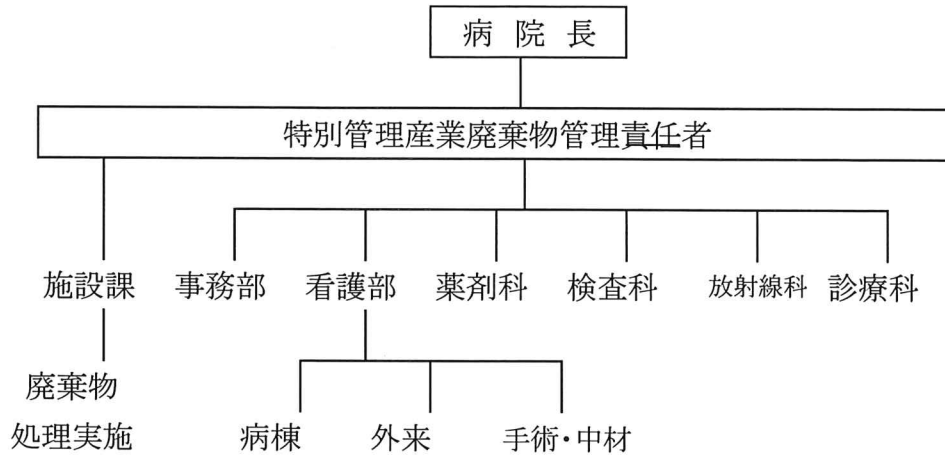 病院長
特別管理産業廃棄物管理責任者
施設課 事務部 看護部 薬剤科 検査科 放射線科 診療科
廃棄物
処理実施 病棟 外来 手術・中材